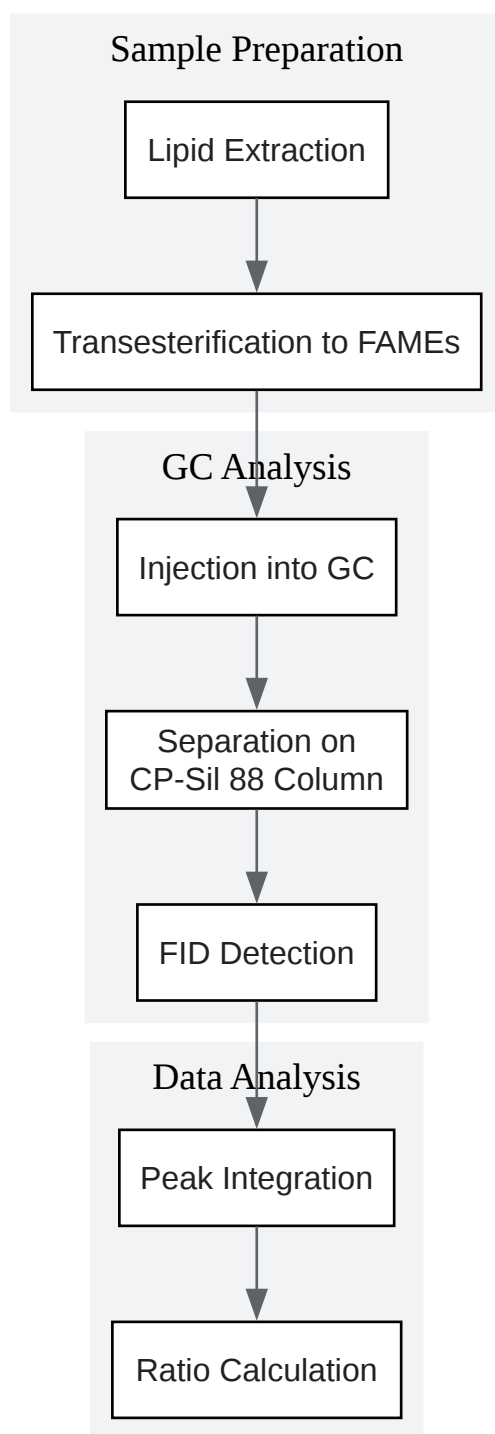 Sample Preparation
Lipid Extraction
Transesterification to FAMEs
GC Analysis
Injection into GC
Separation on
CP-Sil 88 Column
FID Detection
Data Analysis
Peak Integration
Ratio Calculation